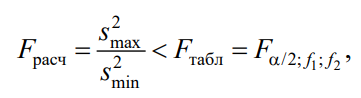 F_расч = s²_max / s²_min < F_табл = F_α/2; f₁; f₂,